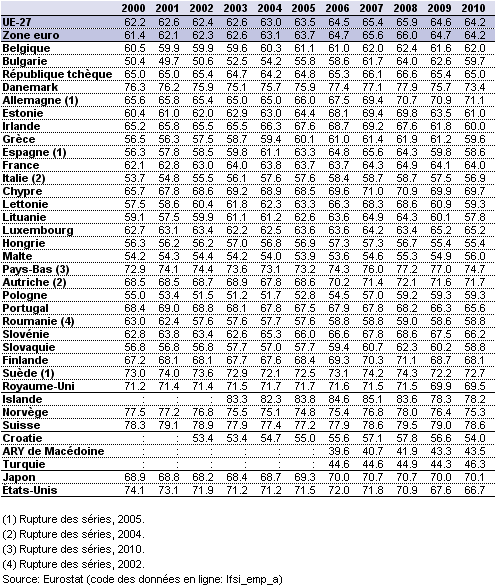 2000 2001 2002 2003 2004 2005 2006 2007 2008 2009 2010
UE-27 62.2 62.6 62.4 62.6 63.0 63.5 64.5 65.4 65.9 64.6 64.2
Zone euro 61.4 62.1 62.3 62.6 63.1 63.7 64.7 65.6 66.0 64.7 64.2
Belgique 60.5 59.9 59.9 59.6 60.3 61.1 61.0 62.0 62.4 61.6 62.0
Bulgarie 50.4 49.7 50.6 52.5 54.2 55.8 58.6 61.7 64.0 62.6 59.7
République tchèque 65.0 65.0 65.4 64.7 64.2 64.8 65.3 66.1 66.6 65.4 65.0
Danemark 76.3 76.2 75.9 75.1 75.7 75.9 77.4 77.1 77.9 75.7 73.4
Allemagne (1) 65.6 65.8 65.4 65.0 65.0 66.0 67.5 69.4 70.7 70.9 71.1
Estonie 60.4 61.0 62.0 62.9 63.0 64.4 68.1 69.4 69.8 63.5 61.0
Irlande 65.2 65.8 65.5 65.5 66.3 67.6 68.7 69.2 67.6 61.8 60.0
Grèce 56.5 56.3 57.5 58.7 59.4 60.1 61.0 61.4 61.9 61.2 59.6
Espagne (1) 56.3 57.8 58.5 59.8 61.1 63.3 64.8 65.6 64.3 59.8 58.6
France 62.1 62.8 63.0 64.0 63.8 63.7 63.7 64.3 64.9 64.1 64.0
Italie (2) 53.7 54.8 55.5 56.1 57.6 57.6 58.4 58.7 58.7 57.5 56.9
Chypre 65.7 67.8 68.6 69.2 68.9 68.5 69.6 71.0 70.9 69.9 69.7
Lettonie 57.5 58.6 60.4 61.8 62.3 63.3 66.3 68.3 68.6 60.9 59.3
Lituanie 59.1 57.5 59.9 61.1 61.2 62.6 63.6 64.9 64.3 60.1 57.8
Luxembourg 62.7 63.1 63.4 62.2 62.5 63.6 63.6 64.2 63.4 65.2 65.2
Hongrie 56.3 56.2 56.2 57.0 56.8 56.9 57.3 57.3 56.7 55.4 55.4
Malte 54.2 54.3 54.4 54.2 54.0 53.9 53.6 54.6 55.3 54.9 56.0
Pays-Bas (3) 72.9 74.1 74.4 73.6 73.1 73.2 74.3 76.0 77.2 77.0 74.7
Autriche (2) 68.5 68.5 68.7 68.9 67.8 68.6 70.2 71.4 72.1 71.6 71.7
Pologne 55.0 53.4 51.5 51.2 51.7 52.8 54.5 57.0 59.2 59.3 59.3
Portugal 68.4 69.0 68.8 68.1 67.8 67.5 67.9 67.8 68.2 66.3 65.6
Roumanie (4) 63.0 62.4 57.6 57.6 57.7 57.6 58.8 58.8 59.0 58.6 58.8
Slovénie 62.8 63.8 63.4 62.6 65.3 66.0 66.6 67.8 68.6 67.5 66.2
Slovaquie 56.8 56.8 56.8 57.7 57.0 57.7 59.4 60.7 62.3 60.2 58.8
Finlande 67.2 68.1 68.1 67.7 67.6 68.4 69.3 70.3 71.1 68.7 68.1
Suède (1) 73.0 74.0 73.6 72.9 72.1 72.5 73.1 74.2 74.3 72.2 72.7
Royaume-Uni 71.2 71.4 71.4 71.5 71.7 71.7 71.6 71.5 71.5 69.9 69.5
Islande : : : 83.3 82.3 83.8 84.6 85.1 83.6 78.3 78.2
Norvège 77.5 77.2 76.8 75.5 75.1 74.8 75.4 76.8 78.0 76.4 75.3
Suisse 78.3 79.1 78.9 77.9 77.4 77.2 77.9 78.6 79.5 79.0 78.6
Croatie : : 53.4 53.4 54.7 55.0 55.6 57.1 57.8 56.6 54.0
ARY de Macédoine : : : : : : 39.6 40.7 41.9 43.3 43.5
Turquie : : : : : : 44.6 44.6 44.9 44.3 46.3
Japon 68.9 68.8 68.2 68.4 68.7 69.3 70.0 70.7 70.7 70.0 70.1
États-Unis 74.1 73.1 71.9 71.2 71.2 71.5 72.0 71.8 70.9 67.6 66.7
(1) Rupture des séries, 2005.
(2) Rupture des séries, 2004.
(3) Rupture des séries, 2010.
(4) Rupture des séries, 2002.
Source: Eurostat (code des données en ligne: lfsi_emp_a)